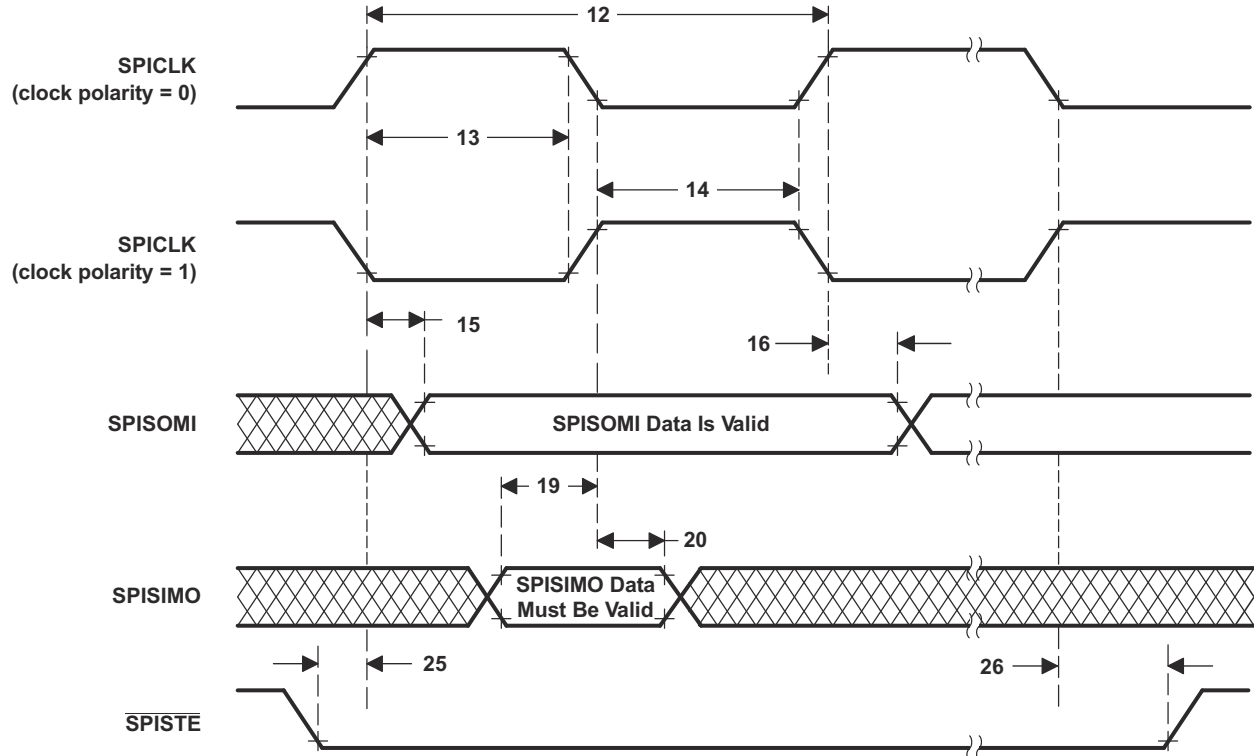 12
SPICLK
(clock polarity = 0)
13
14
SPICLK
(clock polarity = 1)
15
16
SPISOMI
SPISOMI Data Is Valid
19
20
SPISIMO
SPISIMO Data
Must Be Valid
25
26
SPISTE